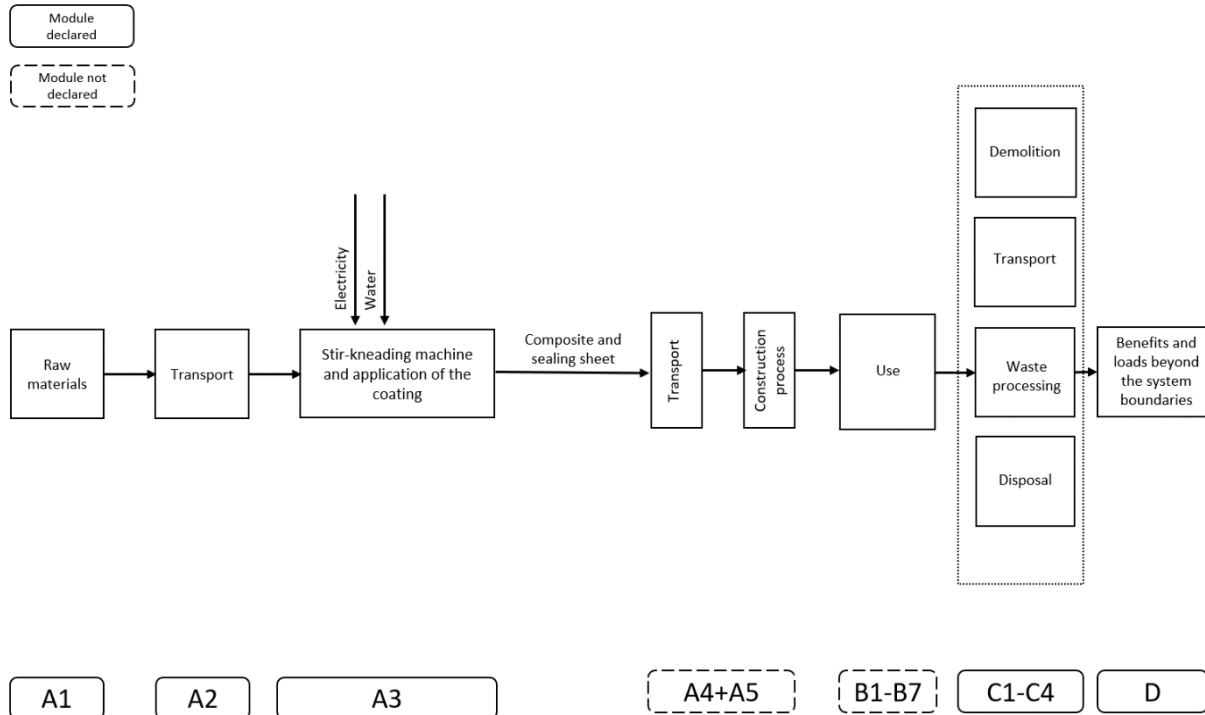 Module
declared
Module not
declared
Electricity
Water
Raw
materials
Transport
Stir-kneading machine
and application of the
coating
Composite and
sealing sheet
Transport
Construction
process
Use
Demolition
Transport
Waste
processing
Disposal
Benefits and
loads beyond
the system
boundaries
A1
A2
A3
A4+A5
B1-B7
C1-C4
D